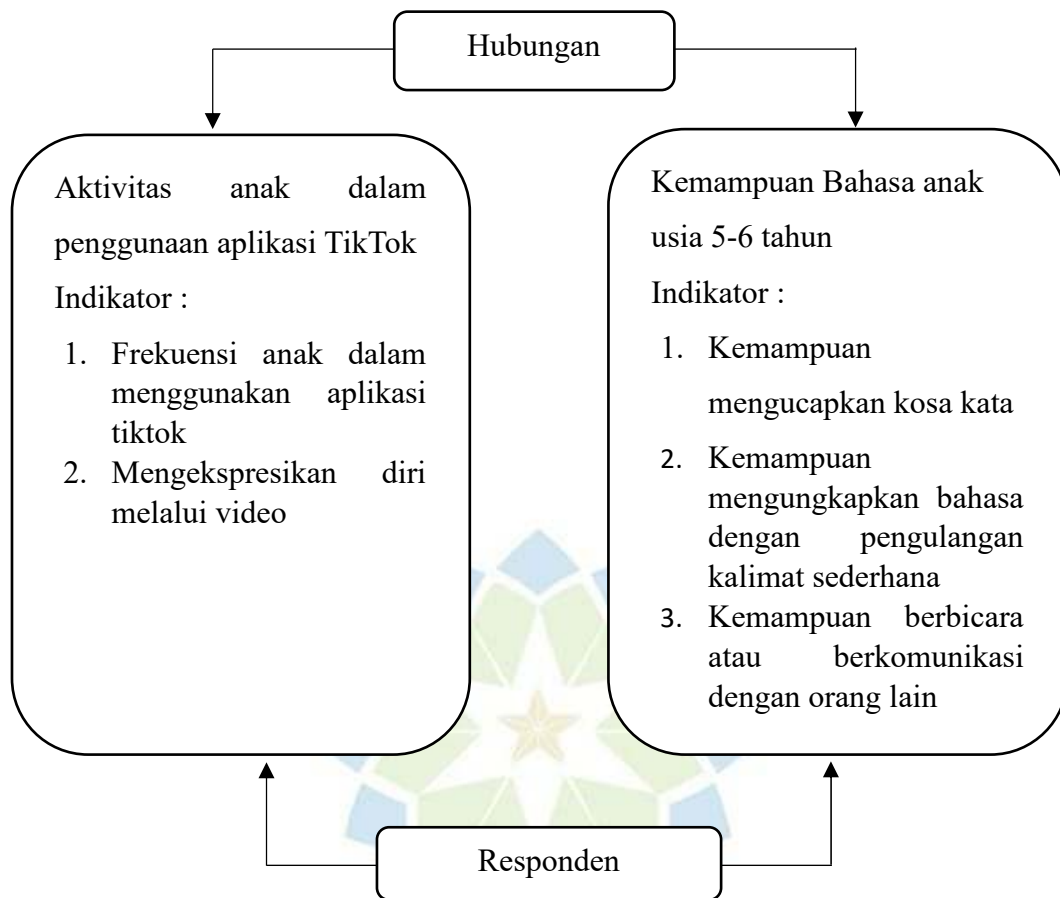 Hubungan
Aktivitas anak dalam
penggunaan aplikasi TikTok
Indikator :
1. Frekuensi anak dalam
menggunakan aplikasi
tiktok
2. Mengekspresikan diri
melalui video
Kemampuan Bahasa anak
usia 5-6 tahun
Indikator :
1. Kemampuan
mengucapkan kosa kata
2. Kemampuan
mengungkapkan bahasa
dengan pengulangan
kalimat sederhana
3. Kemampuan berbicara
atau berkomunikasi
dengan orang lain
Responden